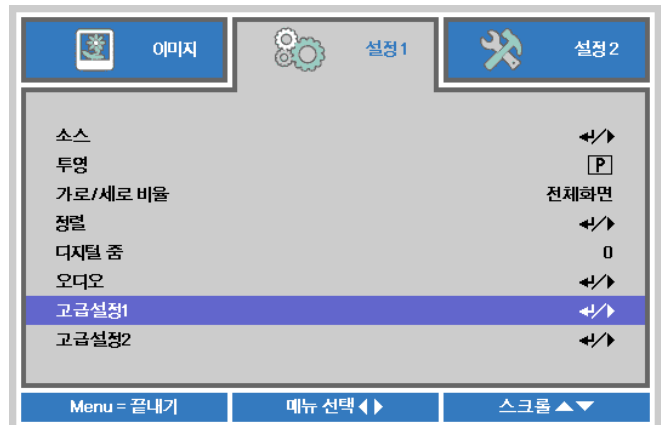 이미지 설정1 설정2
소스 ↵/▶
투영 P
가로/세로 비율 전체화면
정렬 ↵/▶
디지털 줌 0
오디오 ↵/▶
고급설정1 ↵/▶
고급설정2 ↵/▶
Menu = 끝내기 메뉴 선택 ◀▶ 스크롤 ▲▼